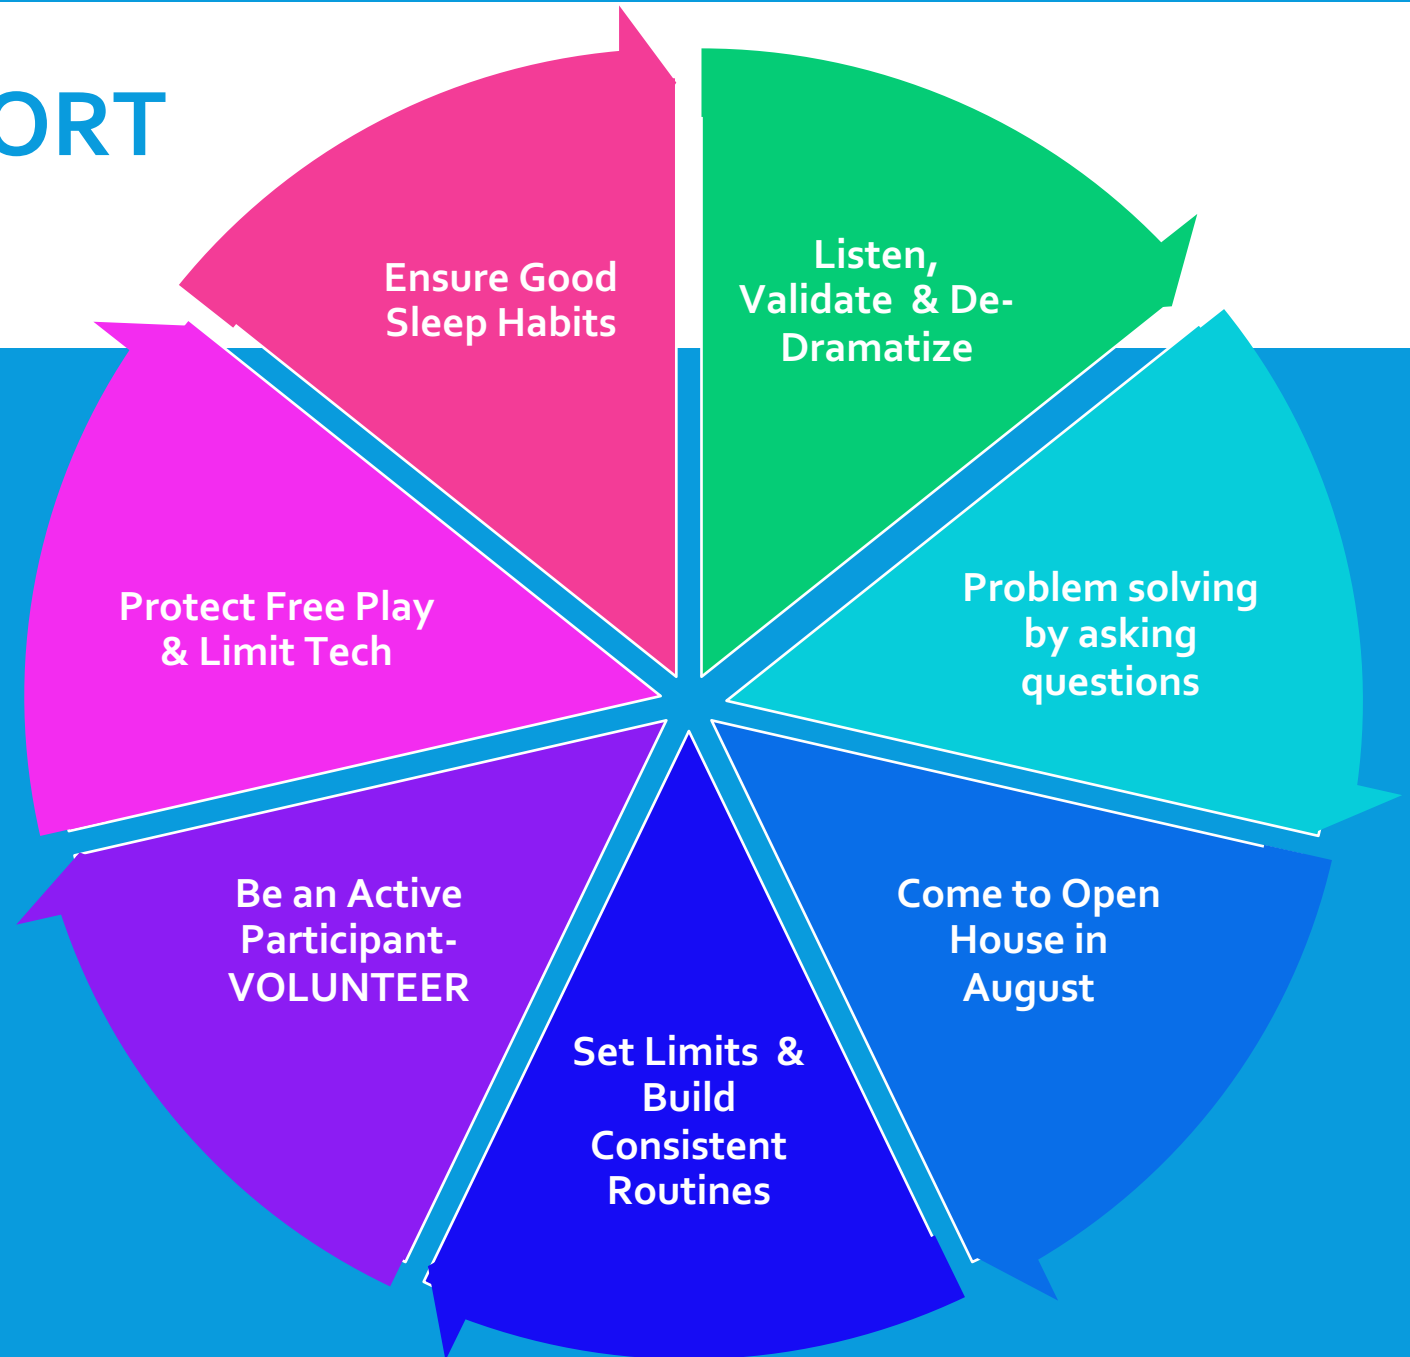 ORT
Listen,
Validate & De-
Dramatize
Problem solving
by asking
questions
Come to Open
House in
August
Set Limits &
Build
Consistent
Routines
Be an Active
Participant-
VOLUNTEER
Protect Free Play
& Limit Tech
Ensure Good
Sleep Habits